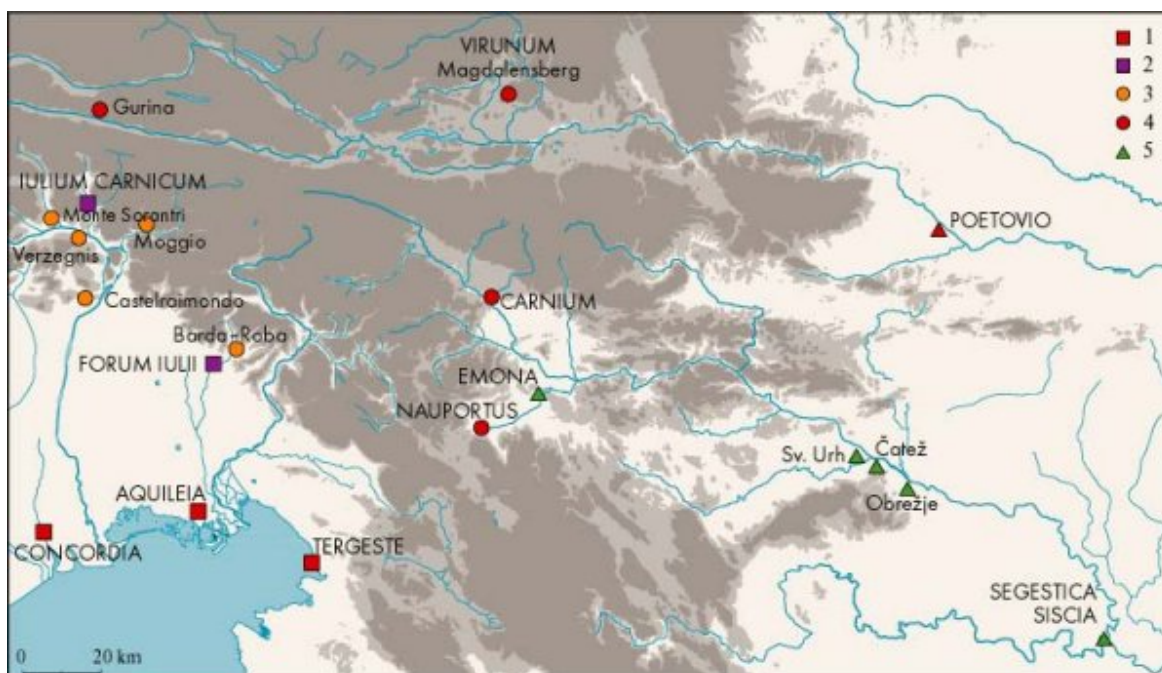 VIRUNUM
Magdalensberg
1
2
3
4
5
Gurina
IULIUM CARNICUM
Monte Sorantri
Moggio
Verzegnis
POETOVIO
Castelraimondo
CARNIUM
Barda-Roba
FORUM IULII
EMONA
NAUPORTUS
Sv. Urh
Čatež
AQUILEIA
Obrežje
CONCORDIA
TERGESTE
SEGESTICA
SISCIA
0 20 km